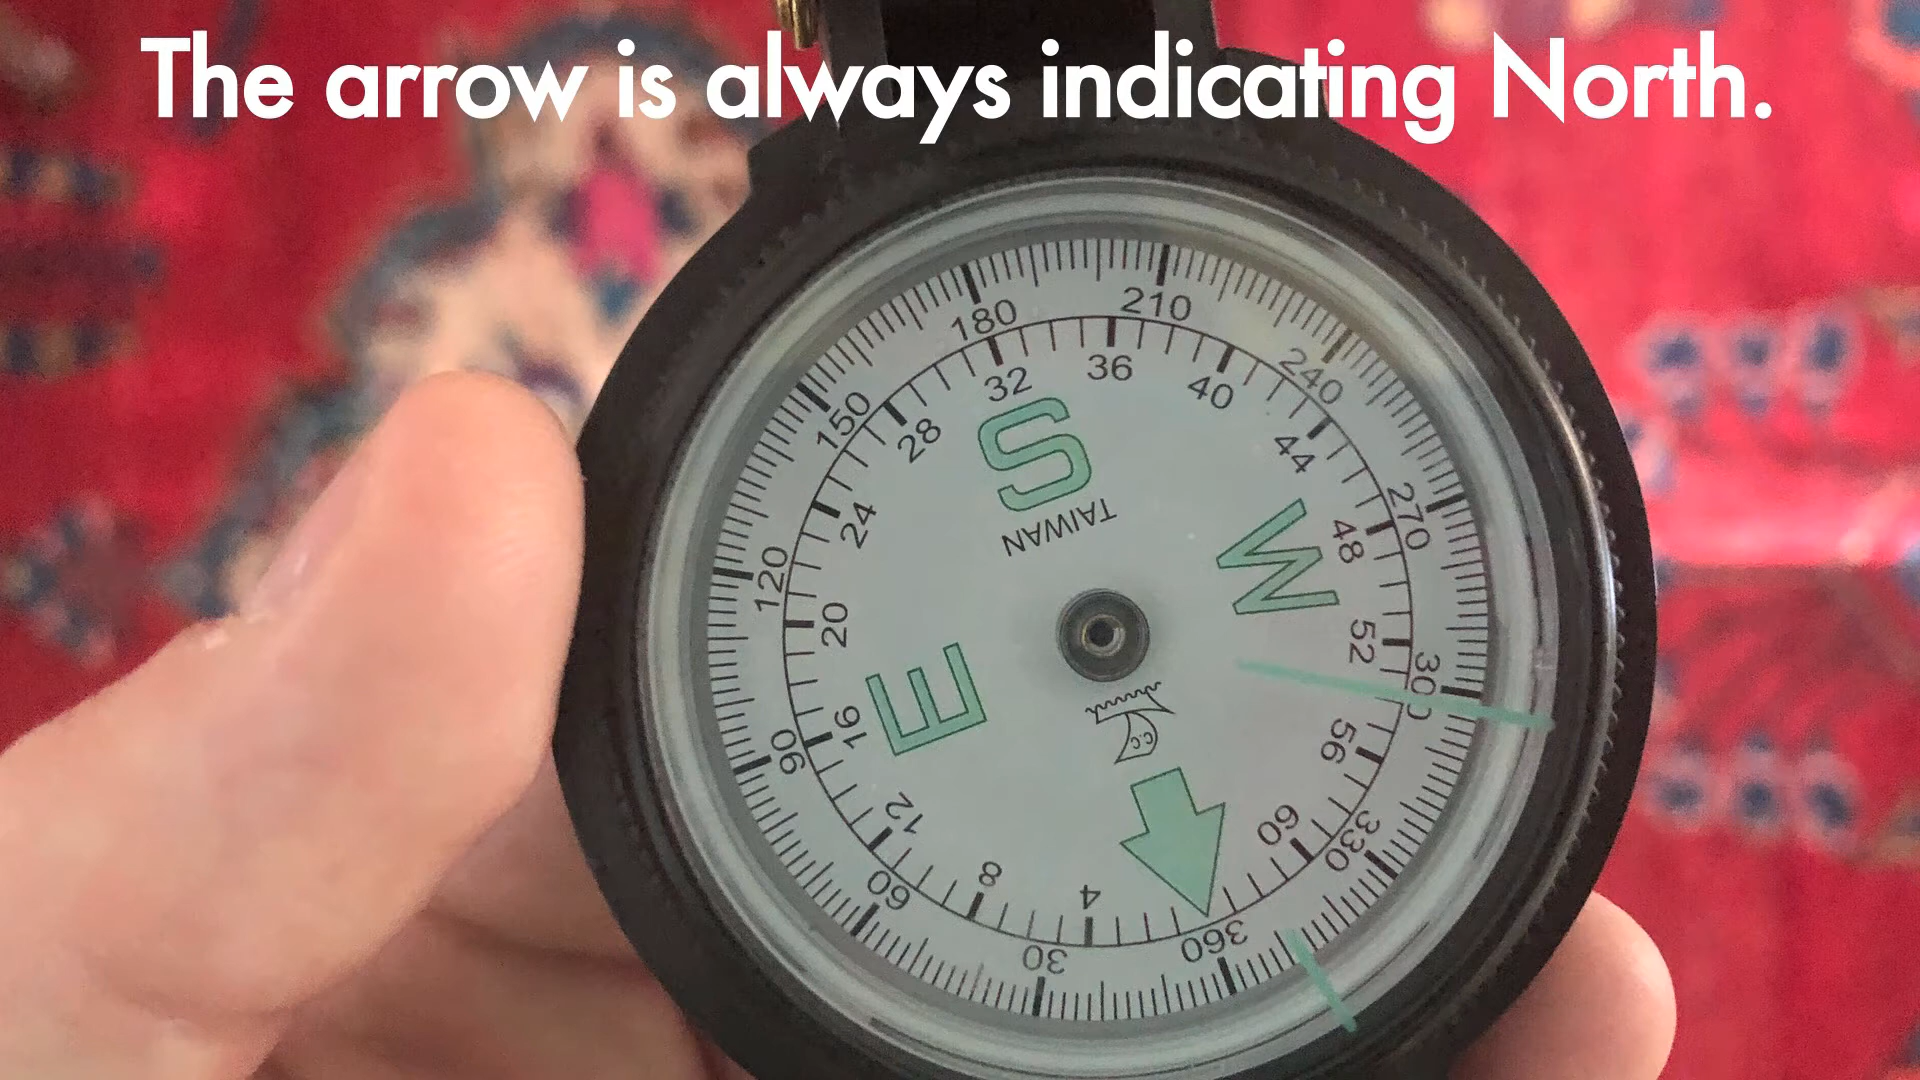 The arrow is always indicating North.
180 210
150 240
32 36 40
28 44
S
24 270
48
TAIWAN
W
120
20 52
E
300
16 56
90
C.C.
12 60
330
8
60 4
30 360